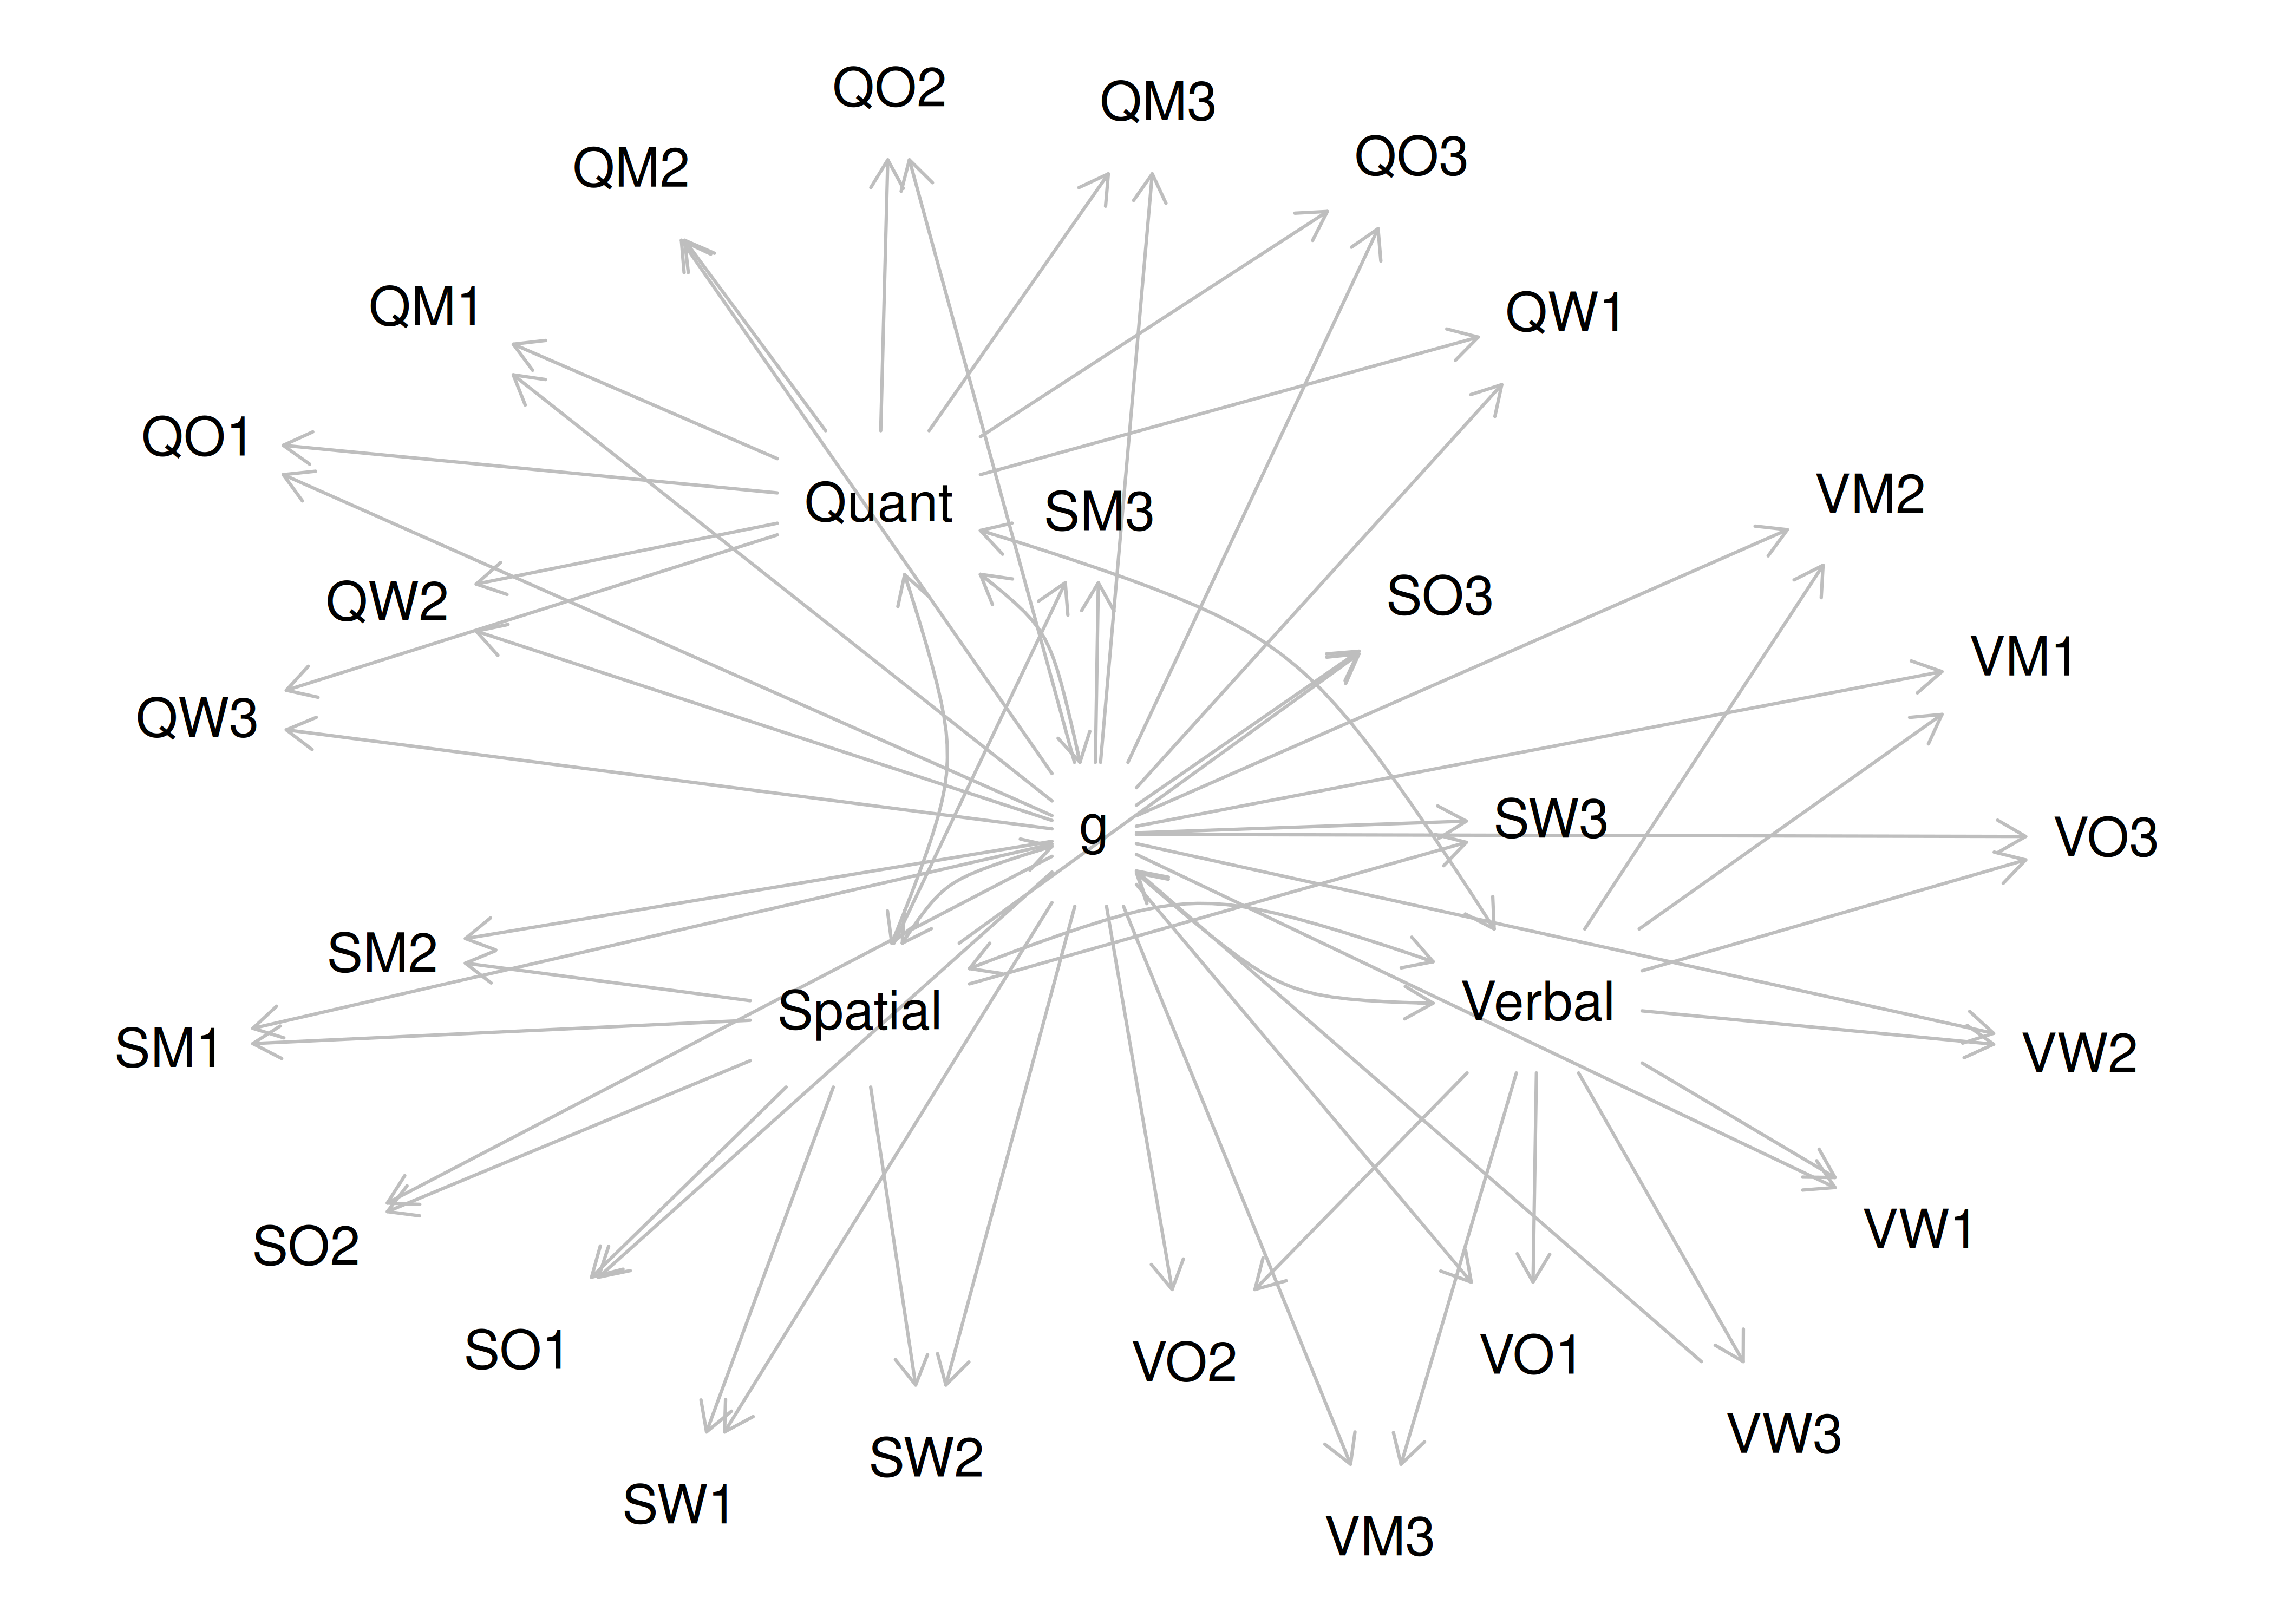 QO2
QM3
QO3
QM2
QM1
QW1
QO1
VM2
Quant
SM3
SO3
QW2
VM1
QW3
SW3
g
VO3
SM2
Verbal
Spatial
SM1
VW2
VW1
SO2
SO1
VO1
VO2
VW3
SW2
SW1
VM3